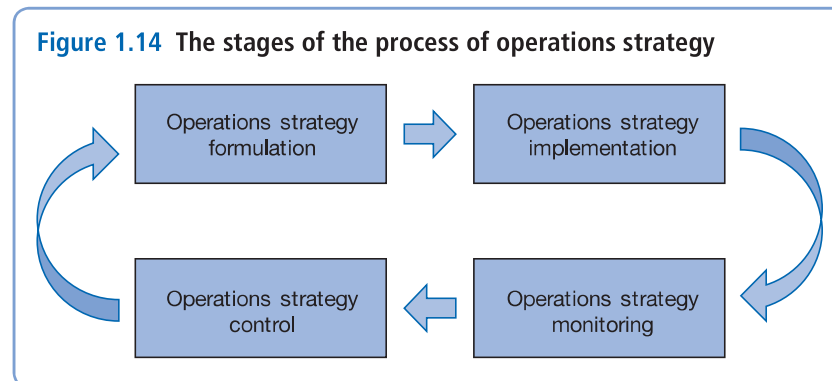 Figure 1.14 The stages of the process of operations strategy
Operations strategy
formulation
Operations strategy
implementation
Operations strategy
control
Operations strategy
monitoring